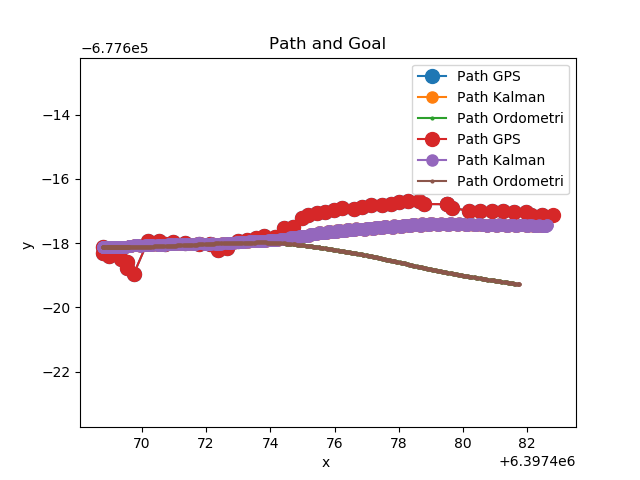 Path and Goal
−6.776e5
Path GPS
Path Kalman
Path Ordometri
Path GPS
Path Kalman
Path Ordometri
−14
−16
−18
−20
−22
y
70 72 74 76 78 80 82
x
+6.3974e6